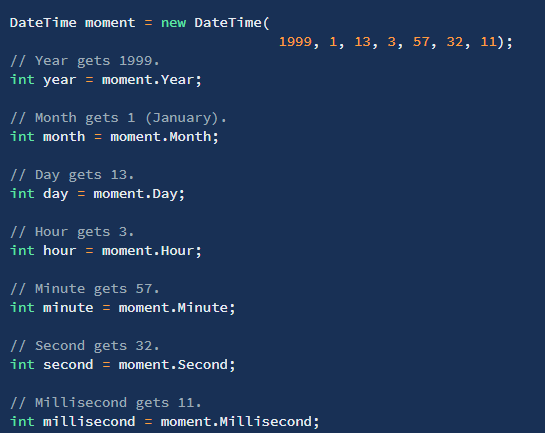 DateTime moment = new DateTime(
1999, 1, 13, 3, 57, 32, 11);
// Year gets 1999.
int year = moment.Year;
// Month gets 1 (January).
int month = moment.Month;
// Day gets 13.
int day = moment.Day;
// Hour gets 3.
int hour = moment.Hour;
// Minute gets 57.
int minute = moment.Minute;
// Second gets 32.
int second = moment.Second;
// Millisecond gets 11.
int millisecond = moment.Millisecond;